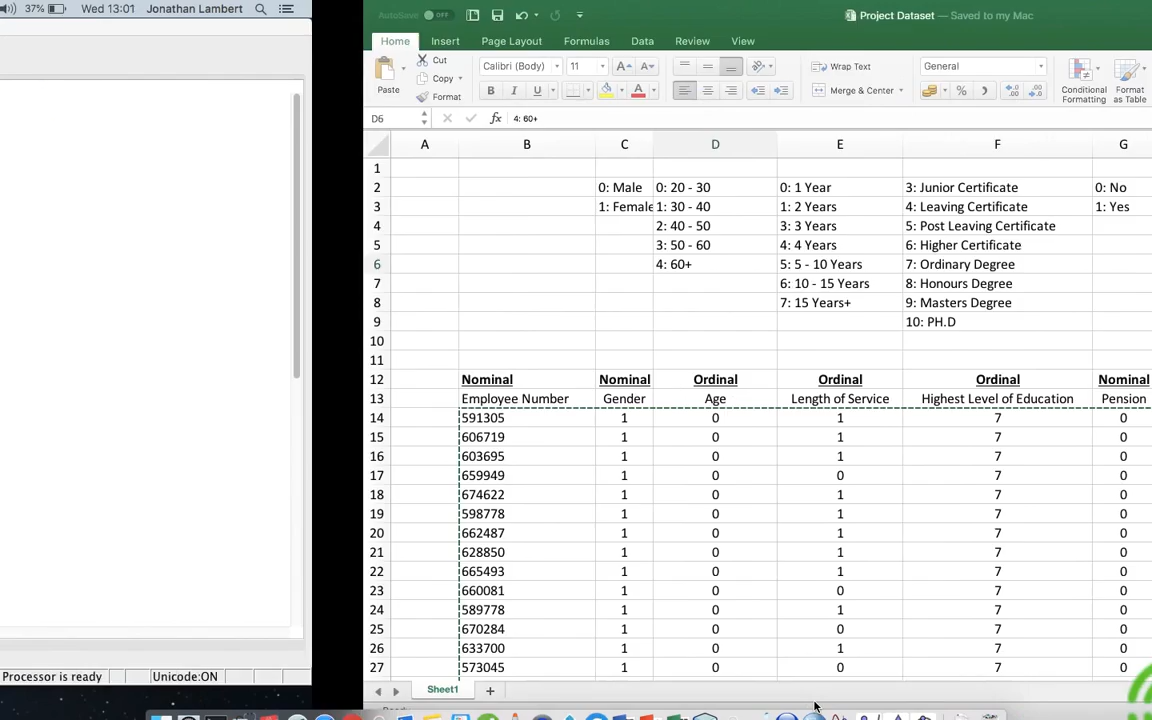 37% Wed 13:01 Jonathan Lambert
Processor is ready Unicode:ON
AutoSave OFF Project Dataset — Saved to my Mac
Home Insert Page Layout Formulas Data Review View
Paste Cut Copy Format
Calibri (Body) 11 A A
B I U A
Wrap Text
Merge & Center
General
%
Conditional Formatting
Format as Table
D6 fx 4: 60+
A B C D E F G
1
2 0: Male 0: 20 - 30 0: 1 Year 3: Junior Certificate 0: No
3 1: Female 1: 30 - 40 1: 2 Years 4: Leaving Certificate 1: Yes
4 2: 40 - 50 3: 3 Years 5: Post Leaving Certificate
5 3: 50 - 60 4: 4 Years 6: Higher Certificate
6 4: 60+ 5: 5 - 10 Years 7: Ordinary Degree
7 6: 10 - 15 Years 8: Honours Degree
8 7: 15 Years+ 9: Masters Degree
9 10: PH.D
10
11
12 Nominal Nominal Ordinal Ordinal Ordinal Nominal
13 Employee Number Gender Age Length of Service Highest Level of Education Pension
14 591305 1 0 1 7 0
15 606719 1 0 1 7 0
16 603695 1 0 1 7 0
17 659949 1 0 0 7 0
18 674622 1 0 1 7 0
19 598778 1 0 1 7 0
20 662487 1 0 1 7 0
21 628850 1 0 1 7 0
22 665493 1 0 1 7 0
23 660081 1 0 0 7 0
24 589778 1 0 1 7 0
25 670284 1 0 0 7 0
26 633700 1 0 1 7 0
27 573045 1 0 0 7 0
Sheet1